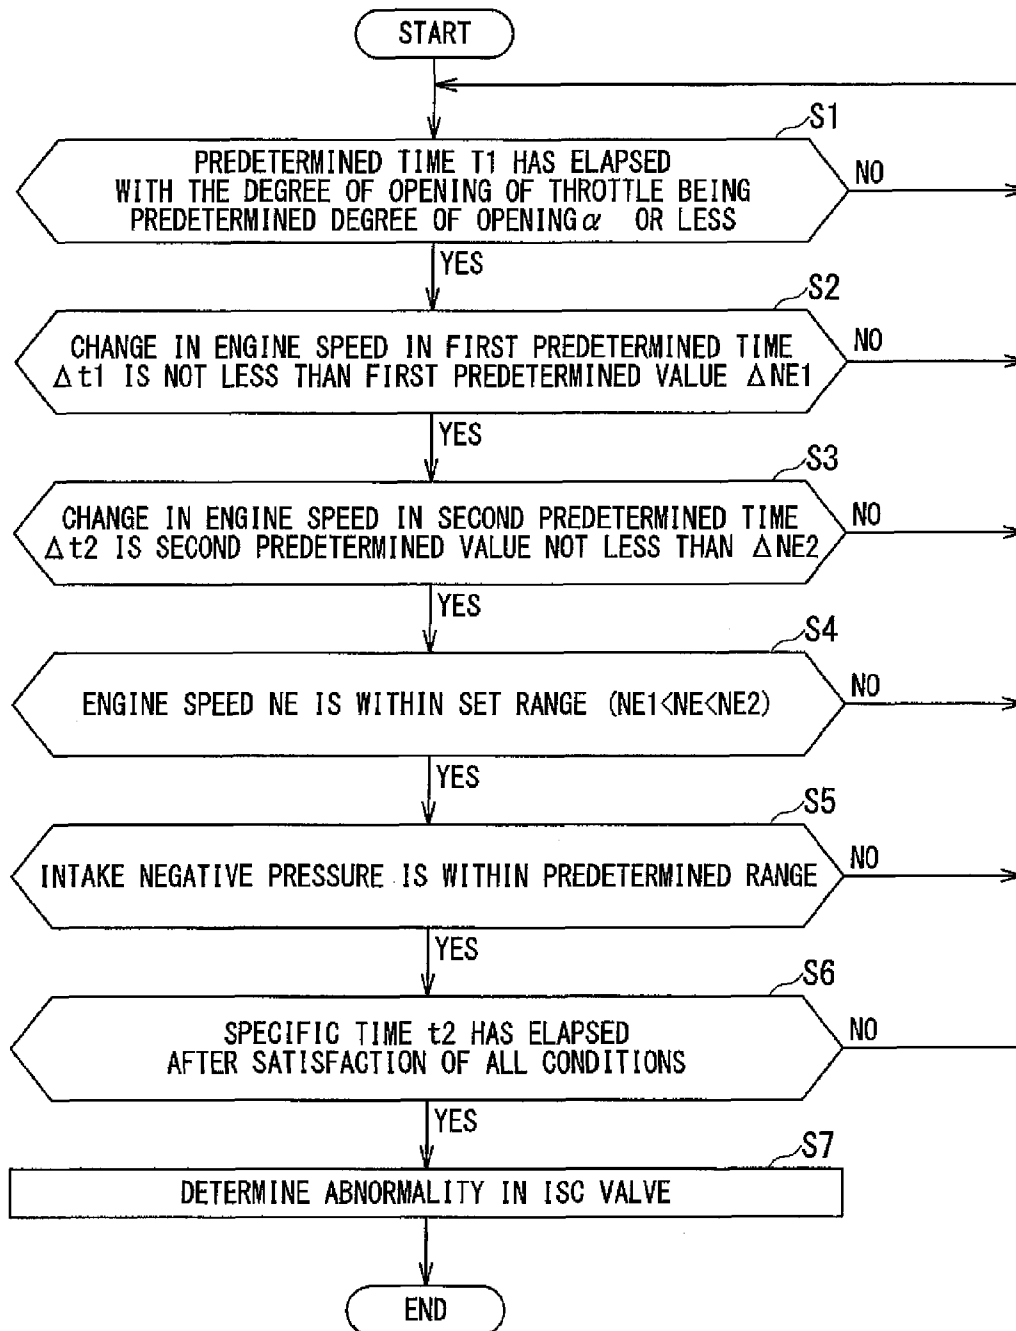 START
S1
PREDETERMINED TIME T1 HAS ELAPSED
WITH THE DEGREE OF OPENING OF THROTTLE BEING
PREDETERMINED DEGREE OF OPENING α OR LESS
NO
YES
S2
CHANGE IN ENGINE SPEED IN FIRST PREDETERMINED TIME
Δt1 IS NOT LESS THAN FIRST PREDETERMINED VALUE ΔNE1
NO
YES
S3
CHANGE IN ENGINE SPEED IN SECOND PREDETERMINED TIME
Δt2 IS SECOND PREDETERMINED VALUE NOT LESS THAN ΔNE2
NO
YES
S4
ENGINE SPEED NE IS WITHIN SET RANGE (NE1<NE<NE2)
NO
YES
S5
INTAKE NEGATIVE PRESSURE IS WITHIN PREDETERMINED RANGE
NO
YES
S6
SPECIFIC TIME t2 HAS ELAPSED
AFTER SATISFACTION OF ALL CONDITIONS
NO
YES
S7
DETERMINE ABNORMALITY IN ISC VALVE
END